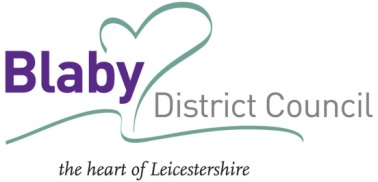 Blaby
District Council
the heart of Leicestershire